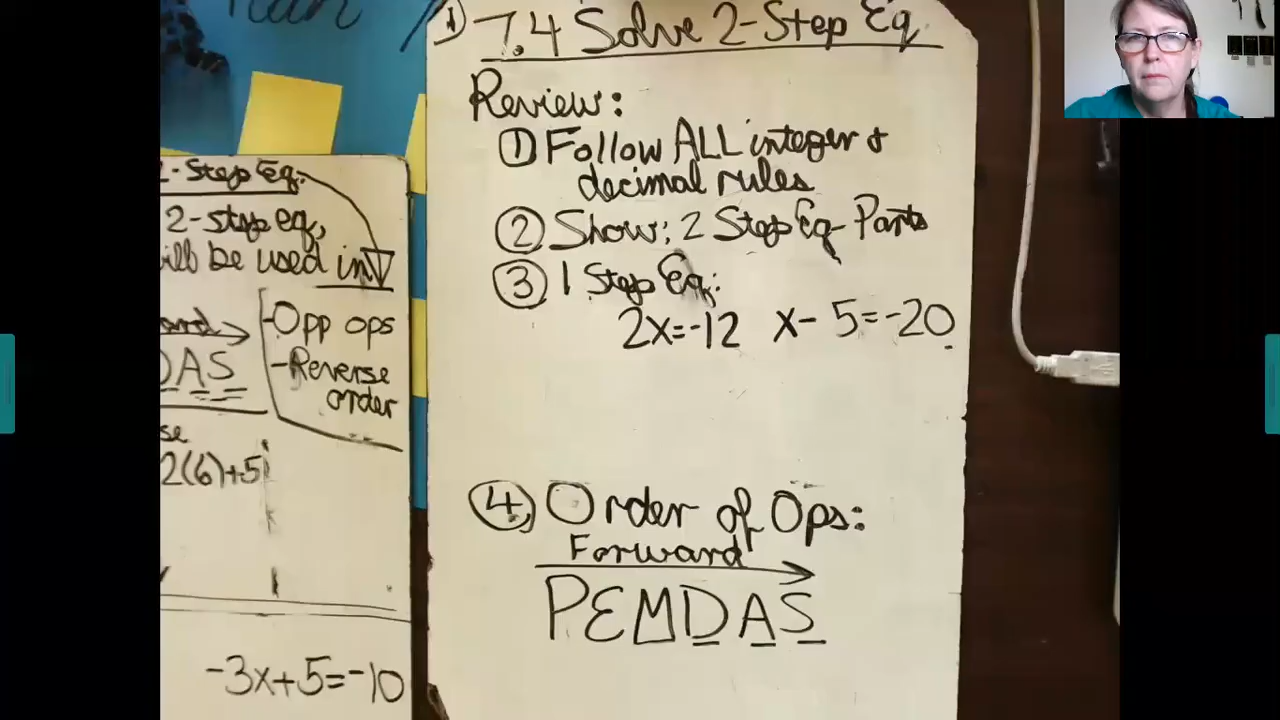 1) 7.4 Solve 2-Step Eq
Review:
① Follow ALL integer &
decimal rules
② Show: 2 Step Eq Parts
③ 1 Step Eq:
2x=-12 x-5=-20
④ Order of Ops:
Forward
PEMDAS
-Step Eq.
2-step eq,
will be used in
-Opp ops
-Reverse
order
DAS
2(6)+5
-3x+5=-10